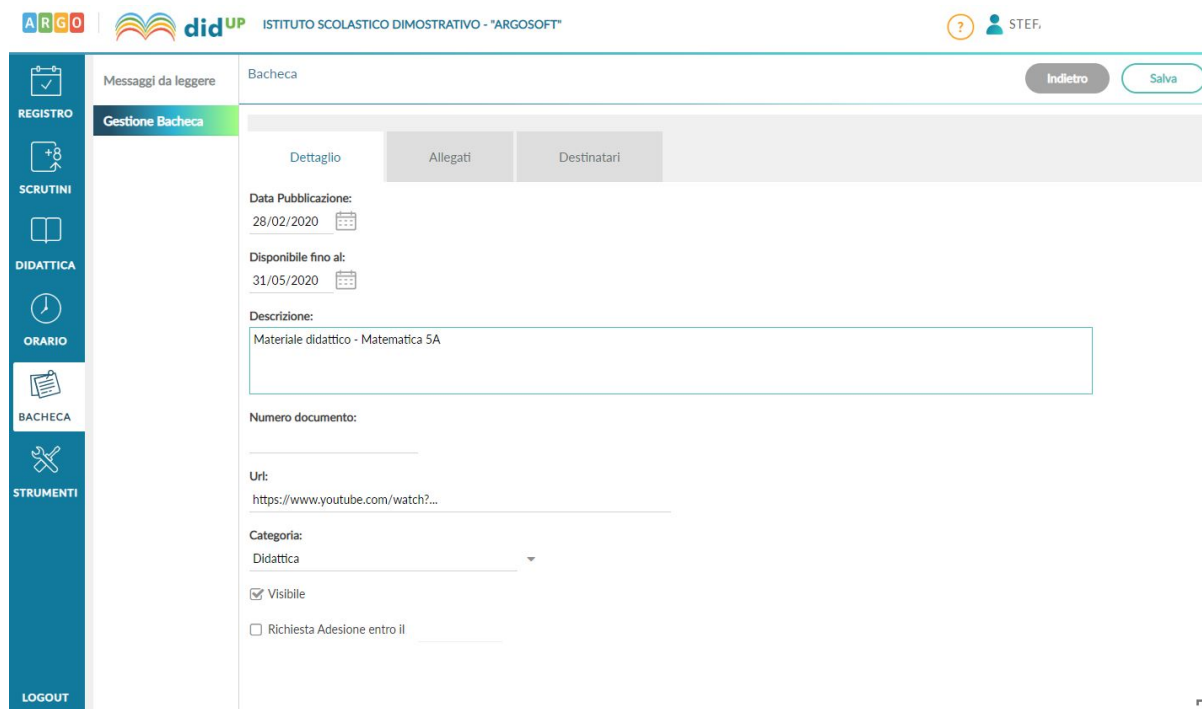 ARGO didUP ISTITUTO SCOLASTICO DIMOSTRATIVO - "ARGOSOFT" ? STEF.
REGISTRO
SCRUTINI
DIDATTICA
ORARIO
BACHECA
STRUMENTI
LOGOUT
Messaggi da leggere
Gestione Bacheca
Bacheca Indietro Salva
Dettaglio Allegati Destinatari
Data Pubblicazione:
28/02/2020
Disponibile fino al:
31/05/2020
Descrizione:
Materiale didattico - Matematica 5A
Numero documento:
Url:
https://www.youtube.com/watch?...
Categoria:
Didattica
Visibile
Richiesta Adesione entro il